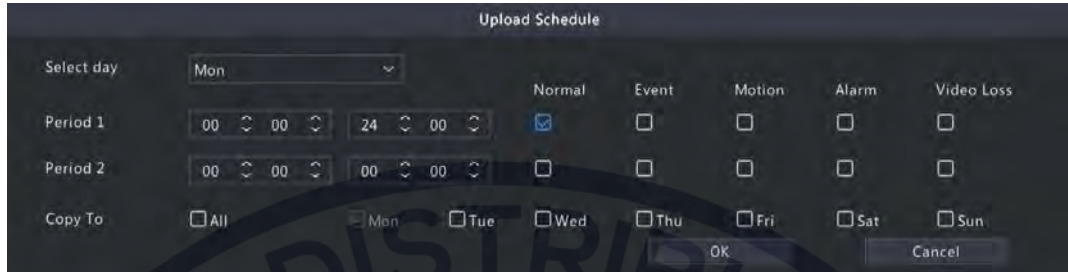 Upload Schedule
Select day Mon
Normal Event Motion Alarm Video Loss
Period 1 00 00 24 00
Period 2 00 00 00 00
Copy To All Mon Tue Wed Thu Fri Sat Sun
OK Cancel
DISTRI